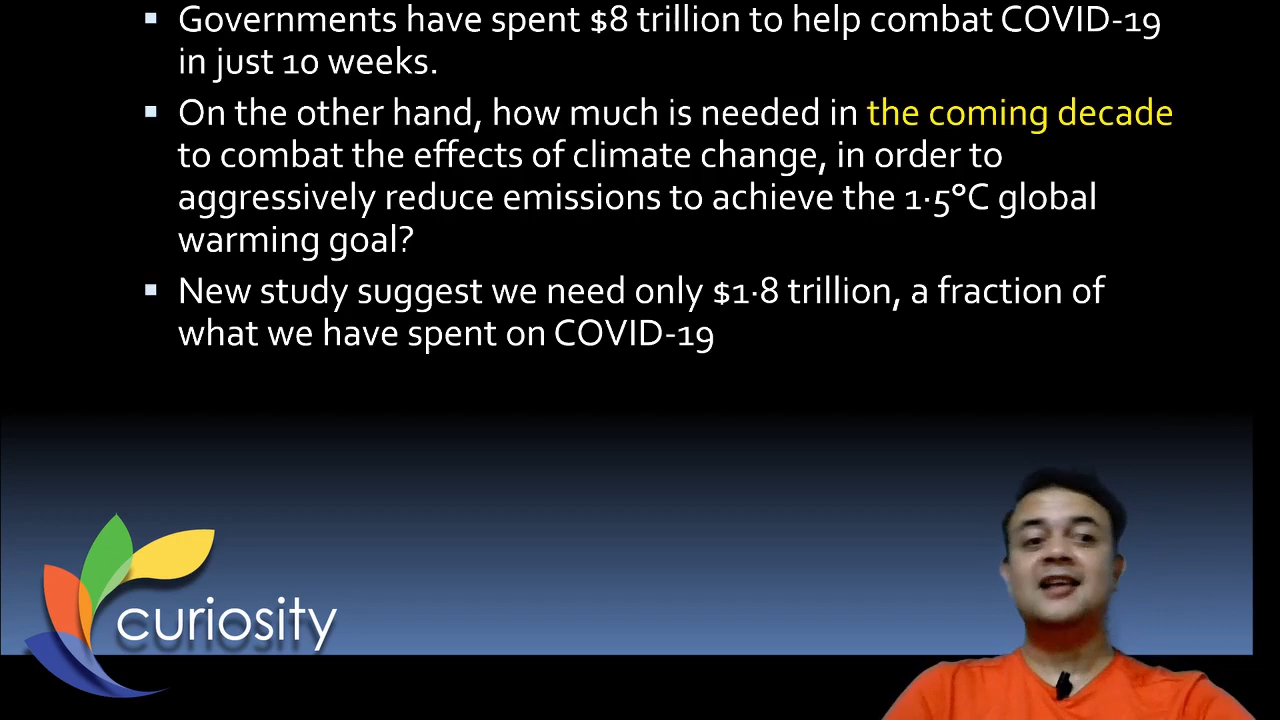 Governments have spent $8 trillion to help combat COVID-19
in just 10 weeks.
On the other hand, how much is needed in the coming decade
to combat the effects of climate change, in order to
aggressively reduce emissions to achieve the 1·5°C global
warming goal?
New study suggest we need only $1·8 trillion, a fraction of
what we have spent on COVID-19
curiosity